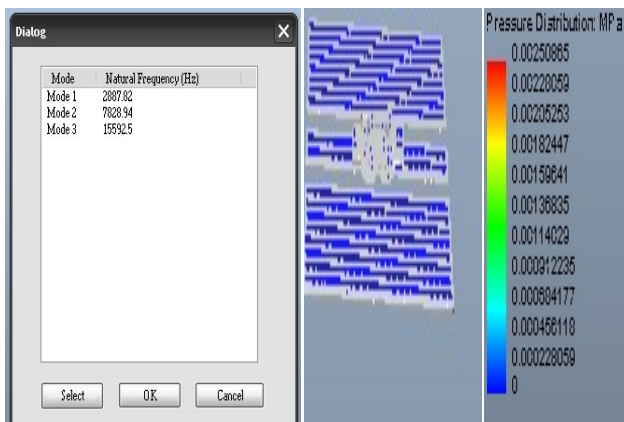 Dialog
Mode Natural Frequency (Hz)
Mode 1 2887.82
Mode 2 7828.94
Mode 3 15592.5
Select OK Cancel
Pressure Distribution: MPa
0.00250865
0.00228059
0.00205253
0.00182447
0.00159641
0.00136835
0.00114029
0.000912235
0.000684177
0.000456118
0.000228059
0